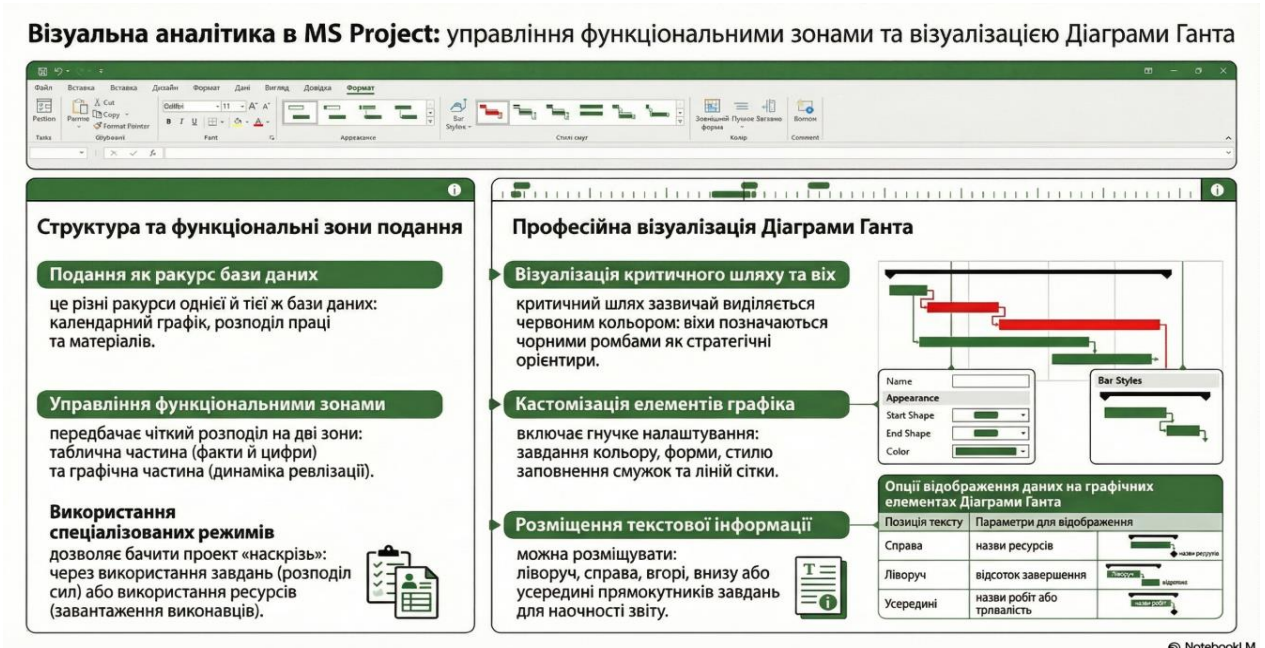 Візуальна аналітика в MS Project: управління функціональними зонами та візуалізацією Діаграми Ганта
Файл Вставка Вставка Дизайн Формат Дані Вигляд Довідка Формат
Cut
Copy
Format Painter
Pestion
11
B I U
Bar
Styles
Зовнішний
форма
Tasks
Font
Appearance
Стилі смуг
Колір
Comment
Структура та функціональні зони подання
Подання як ракурс бази даних
це різні ракурси однієї й тієї ж бази даних:
календарний графік, розподіл праці
та матеріалів.
Управління функціональними зонами
передбачає чіткий розподіл на дві зони:
таблична частина (факти й цифри)
та графічна частина (динаміка ревлізації).
Використання
спеціалізованих режимів
дозволяє бачити проект «наскрізь»:
через використання завдань (розподіл
сил) або використання ресурсів
(завантаження виконавців).
Професійна візуалізація Діаграми Ганта
Візуалізація критичного шляху та віх
критичний шлях зазвичай виділяється
червоним кольором: віхи позначаються
чорними ромбами як стратегічні
орієнтири.
Кастомізація елементів графіка
включає гнучке налаштування:
завдання кольору, форми, стилю
заповнення смужок та ліній сітки.
Розміщення текстової інформації
можна розміщувати:
ліворуч, справа, вгорі, внизу або
усередині прямокутників завдань
для наочності звіту.
Name
Appearance
Start Shape
End Shape
Color
Bar Styles
Опції відображення даних на графічних
елементах Діаграми Ганта
Позиція тексту Параметри для відображення
Справа назви ресурсів
Ліворуч відсоток завершення
Усередині назви робіт або
трлвалість
NotebookLM